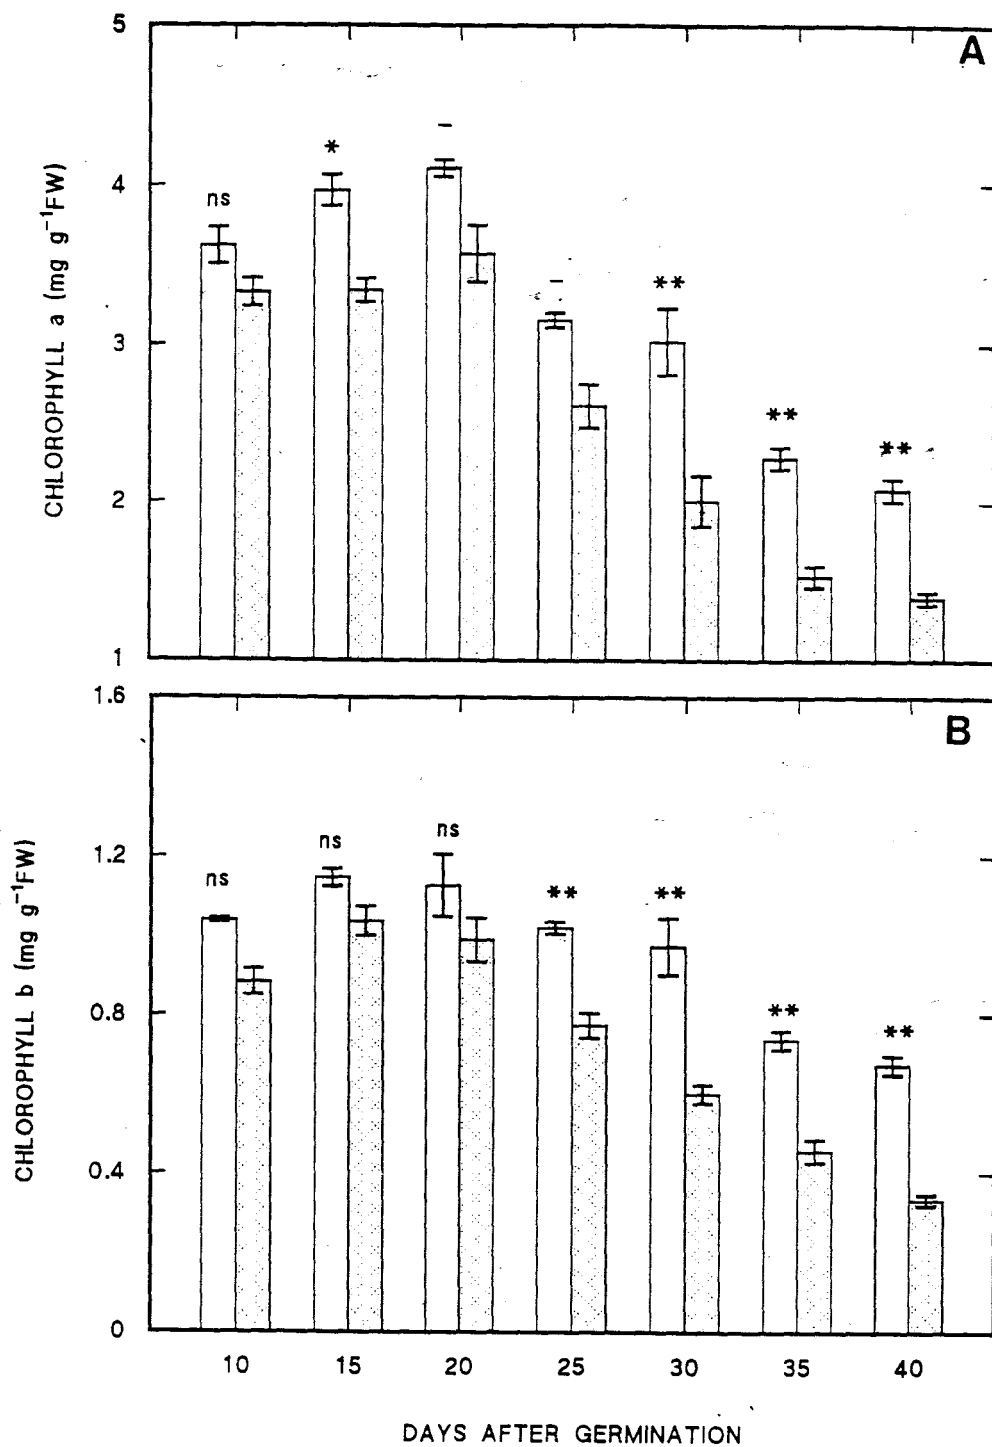 A
5
4
3
2
1
CHLOROPHYLL a (mg g⁻¹FW)
ns
*
–
–
**
**
**
B
1.6
1.2
0.8
0.4
0
CHLOROPHYLL b (mg g⁻¹FW)
ns
ns
ns
**
**
**
**
10 15 20 25 30 35 40
DAYS AFTER GERMINATION